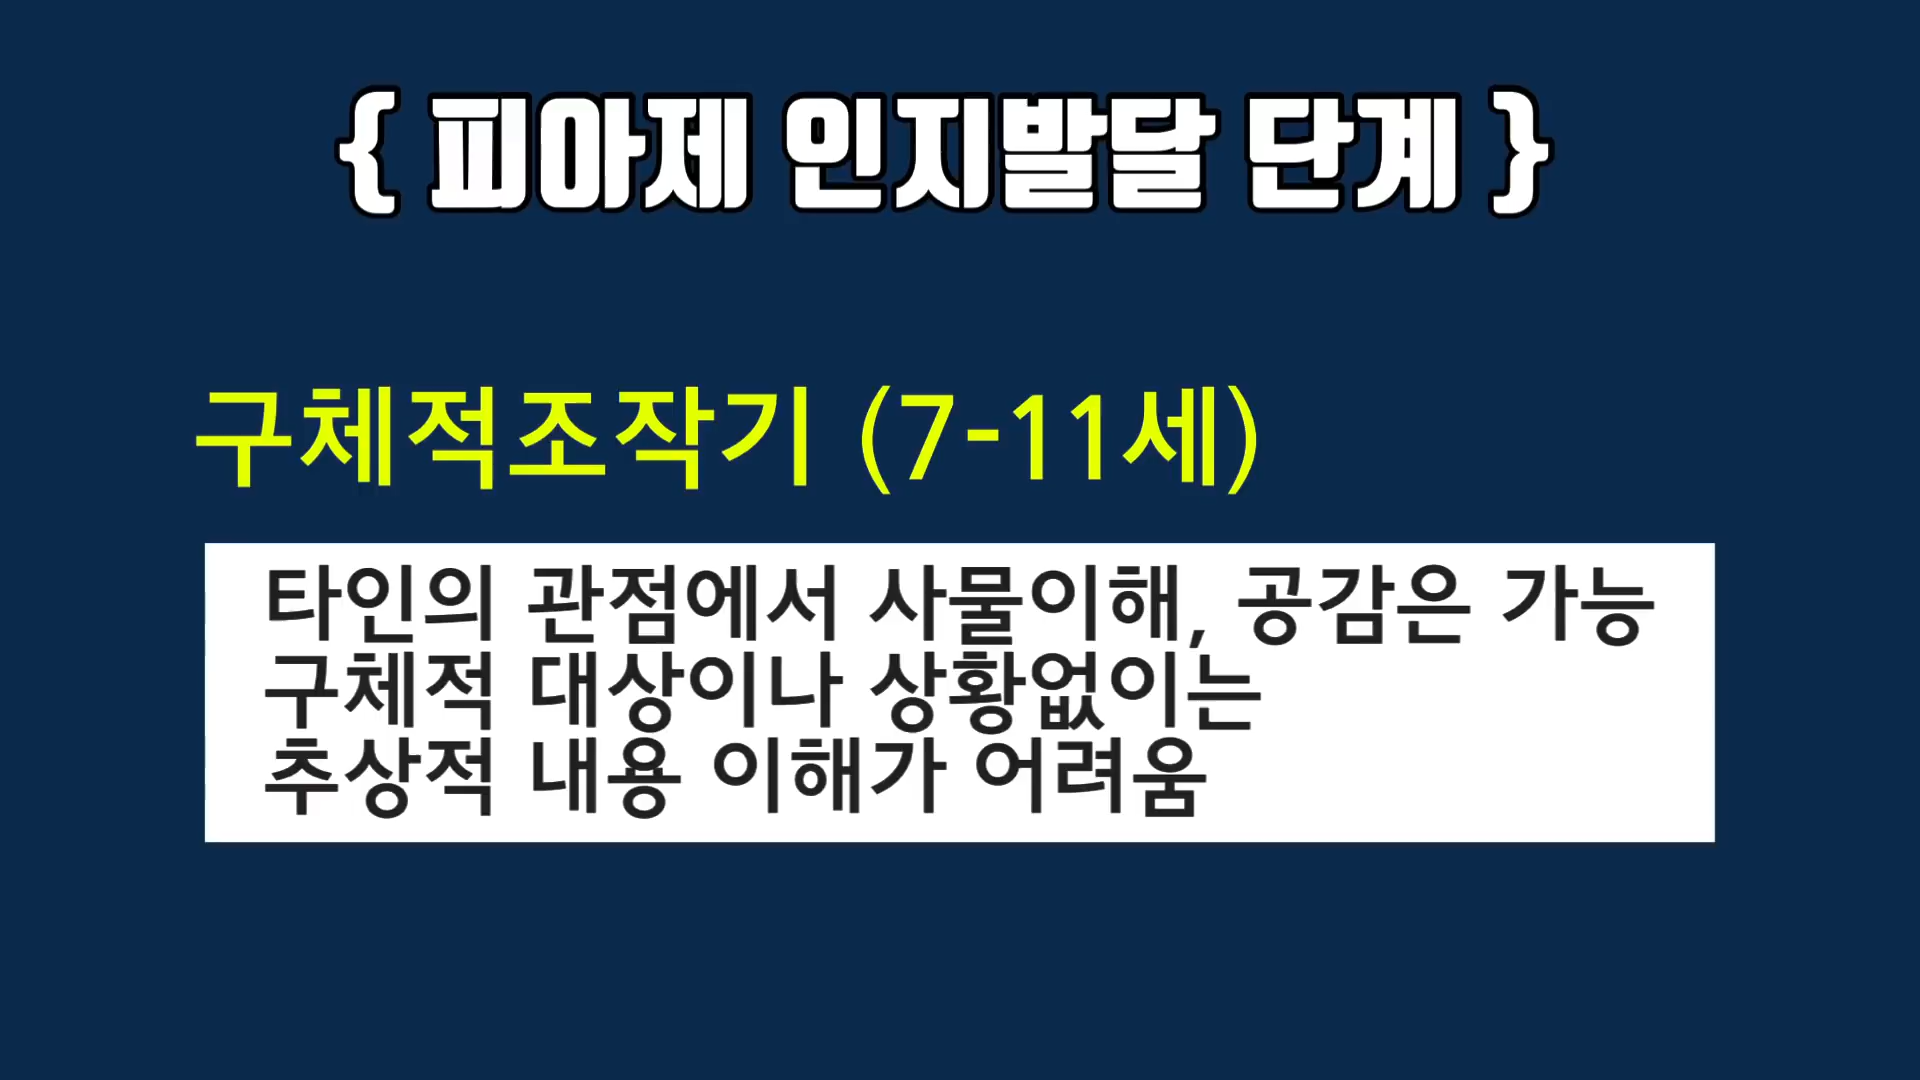 { 피아제 인지발달 단계 }
구체적조작기 (7-11세)
타인의 관점에서 사물이해, 공감은 가능
구체적 대상이나 상황없이는
추상적 내용 이해가 어려움